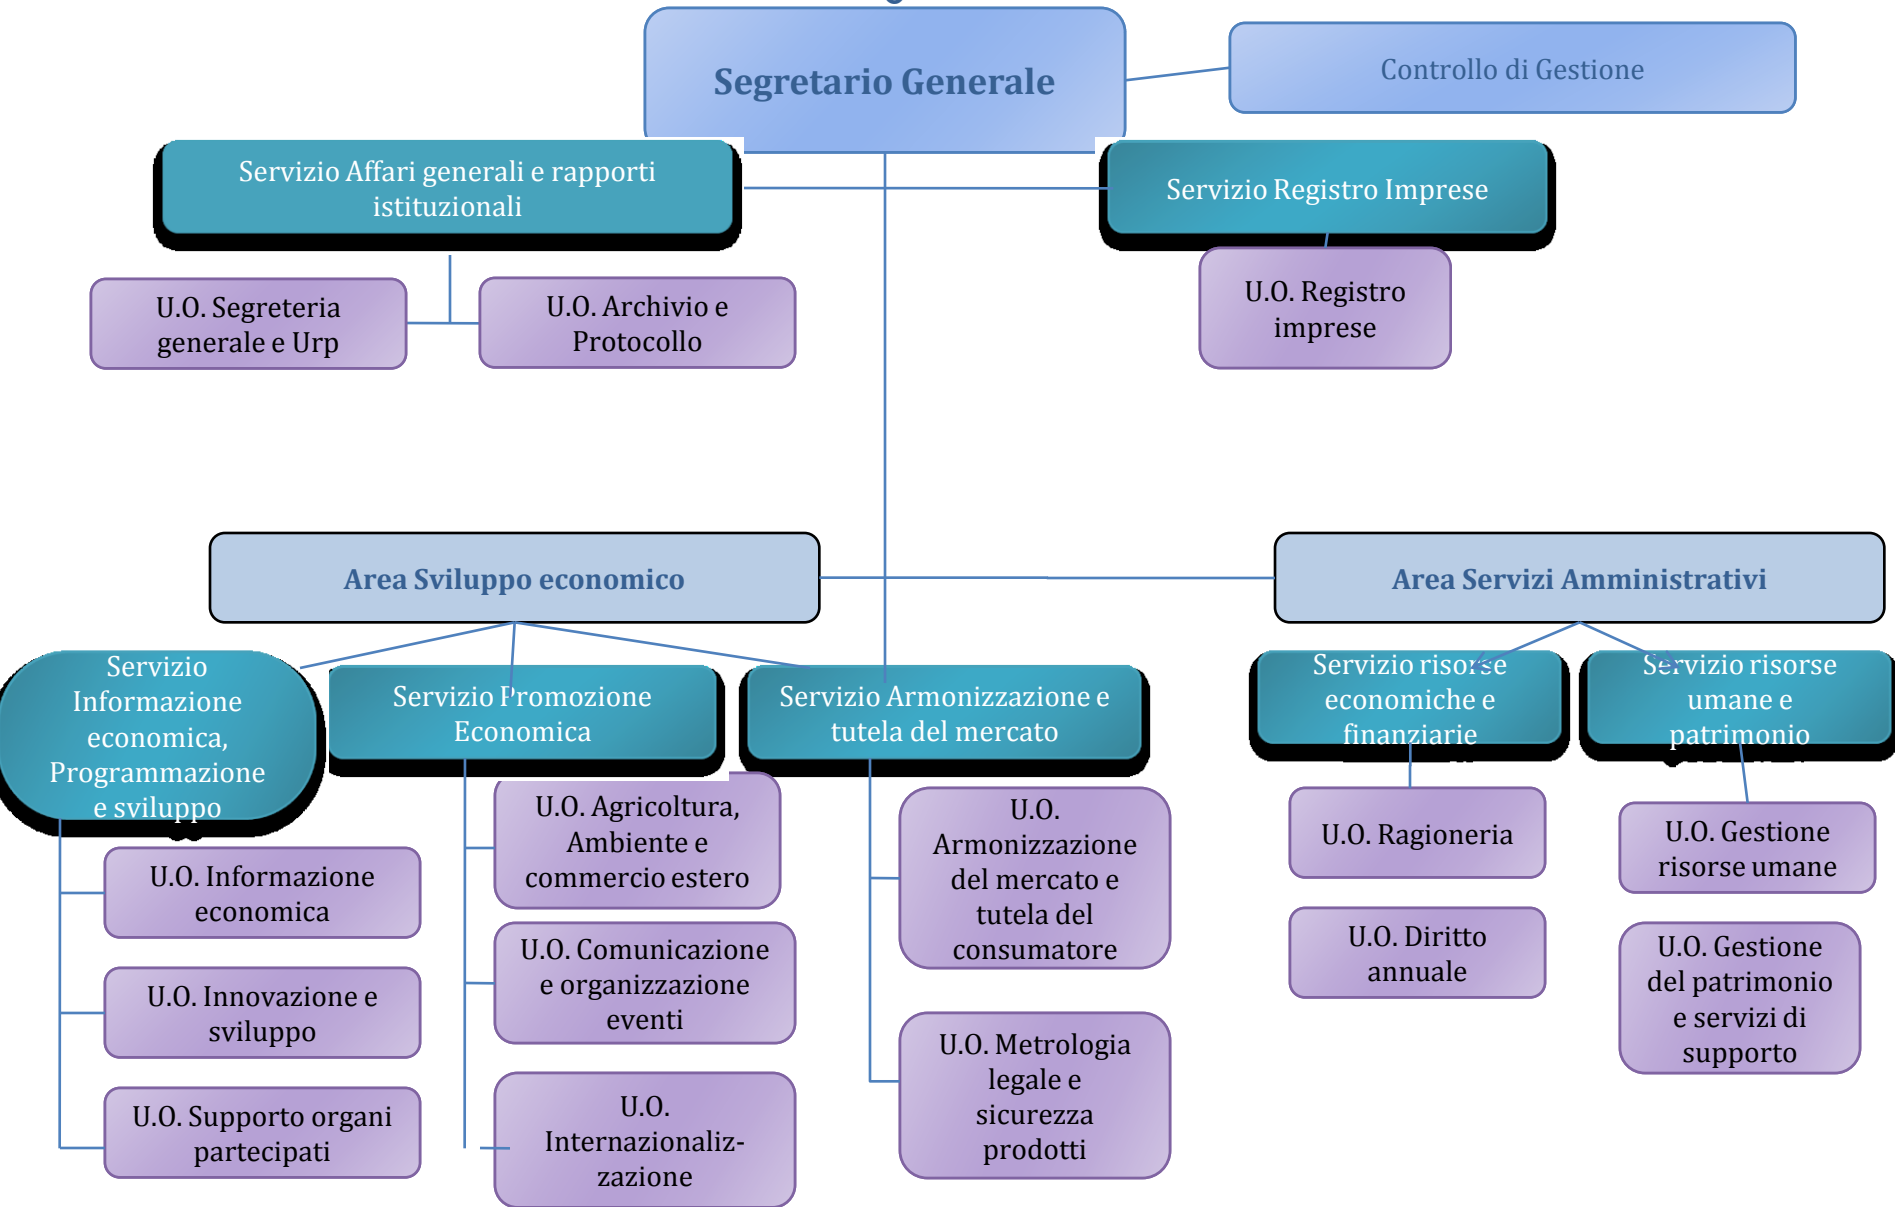 Segretario Generale
Controllo di Gestione
Servizio Affari generali e rapporti
istituzionali
Servizio Registro Imprese
U.O. Segreteria
generale e Urp
U.O. Archivio e
Protocollo
U.O. Registro
imprese
Area Sviluppo economico
Area Servizi Amministrativi
Servizio
Informazione
economica,
Programmazione
e sviluppo
Servizio Promozione
Economica
Servizio Armonizzazione e
tutela del mercato
Servizio risorse
economiche e
finanziarie
Servizio risorse
umane e
patrimonio
U.O. Informazione
economica
U.O. Innovazione e
sviluppo
U.O. Supporto organi
partecipati
U.O. Agricoltura,
Ambiente e
commercio estero
U.O. Comunicazione
e organizzazione
eventi
U.O.
Internazionaliz-
zazione
U.O.
Armonizzazione
del mercato e
tutela del
consumatore
U.O. Metrologia
legale e
sicurezza
prodotti
U.O. Ragioneria
U.O. Diritto
annuale
U.O. Gestione
risorse umane
U.O. Gestione
del patrimonio
e servizi di
supporto